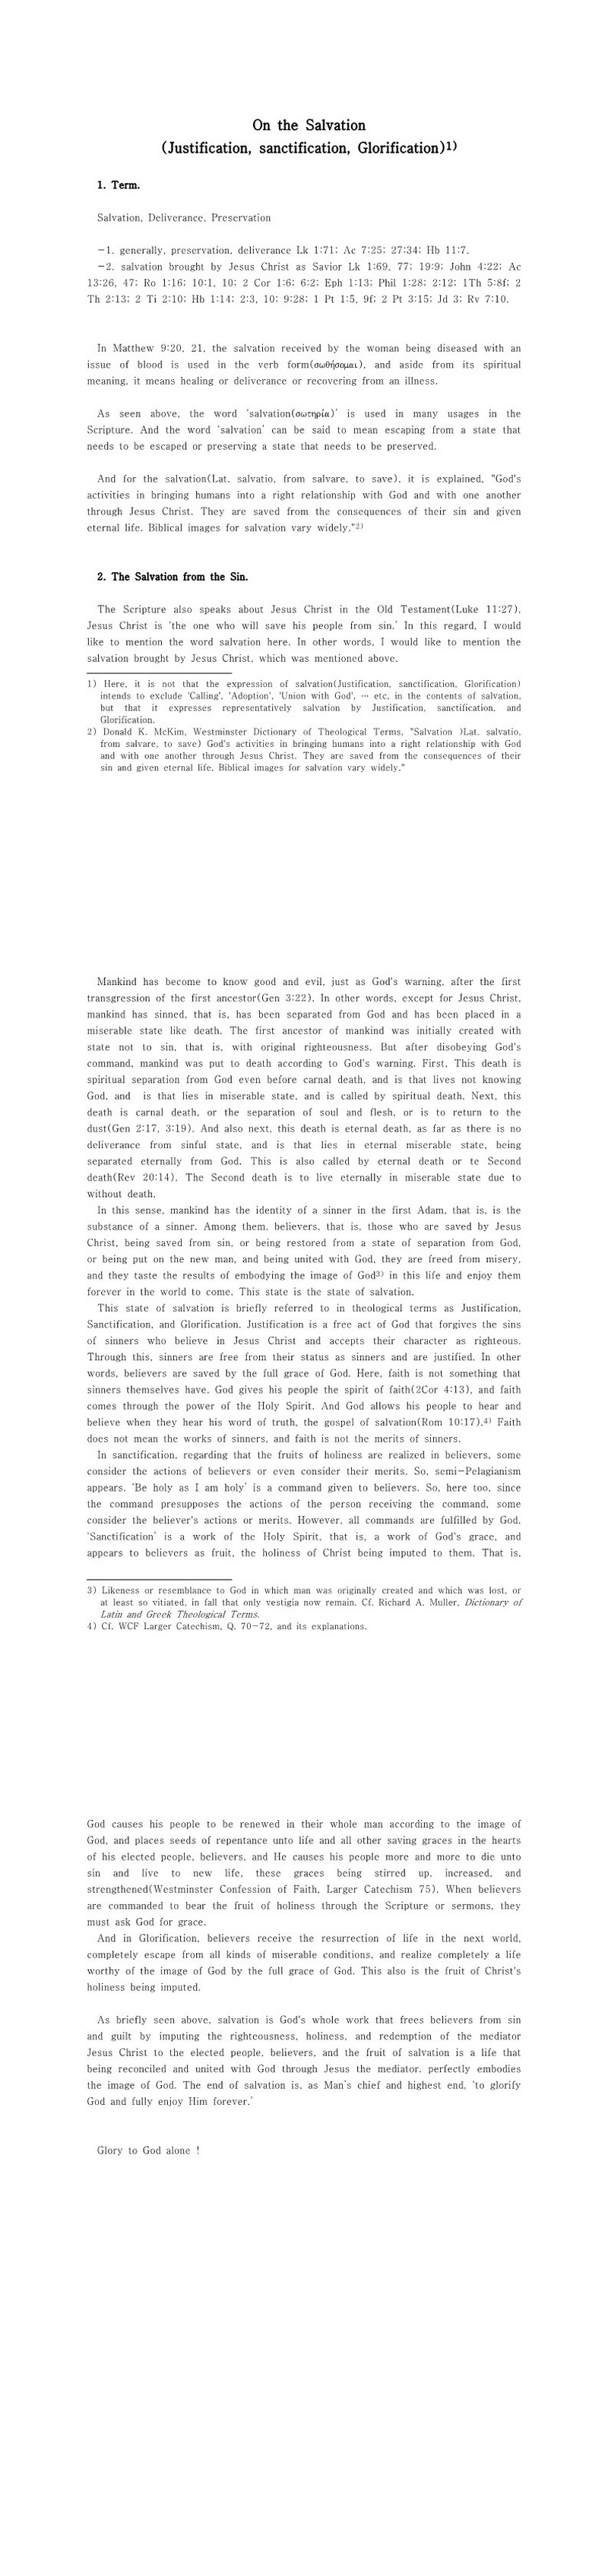 On the Salvation
(Justification, sanctification, Glorification)1)
1. Term.
Salvation, Deliverance, Preservation
-1. generally, preservation, deliverance Lk 1:71; Ac 7:25; 27:34; Hb 11:7.
-2. salvation brought by Jesus Christ as Savior Lk 1:69, 77; 19:9; John 4:22; Ac
13:26, 47; Ro 1:16; 10:1, 10; 2 Cor 1:6; 6:2; Eph 1:13; Phil 1:28; 2:12; 1Th 5:8f; 2
Th 2:13; 2 Ti 2:10; Hb 1:14; 2:3, 10; 9:28; 1 Pt 1:5, 9f; 2 Pt 3:15; Jd 3; Rv 7:10.
In Matthew 9:20, 21, the salvation received by the woman being diseased with an
issue of blood is used in the verb form(σωθήσομαι), and aside from its spiritual
meaning, it means healing or deliverance or recovering from an illness.
As seen above, the word 'salvation(σωτηρία)' is used in many usages in the
Scripture. And the word 'salvation' can be said to mean escaping from a state that
needs to be escaped or preserving a state that needs to be preserved.
And for the salvation(Lat. salvatio, from salvare, to save), it is explained, "God's
activities in bringing humans into a right relationship with God and with one another
through Jesus Christ. They are saved from the consequences of their sin and given
eternal life. Biblical images for salvation vary widely."2)
2. The Salvation from the Sin.
The Scripture also speaks about Jesus Christ in the Old Testament(Luke 11:27).
Jesus Christ is 'the one who will save his people from sin.' In this regard, I would
like to mention the word salvation here. In other words, I would like to mention the
salvation brought by Jesus Christ, which was mentioned above.
1) Here, it is not that the expression of salvation(Justification, sanctification, Glorification)
intends to exclude 'Calling', 'Adoption', 'Union with God', ··· etc, in the contents of salvation,
but that it expresses representatively salvation by Justification, sanctification, and
Glorification.
2) Donald K. McKim, Westminster Dictionary of Theological Terms, "Salvation )Lat. salvatio,
from salvare, to save) God's activities in bringing humans into a right relationship with God
and with one another through Jesus Christ. They are saved from the consequences of their
sin and given eternal life. Biblical images for salvation vary widely."
Mankind has become to know good and evil, just as God's warning, after the first
transgression of the first ancestor(Gen 3:22). In other words, except for Jesus Christ,
mankind has sinned, that is, has been separated from God and has been placed in a
miserable state like death. The first ancestor of mankind was initially created with
state not to sin, that is, with original righteousness. But after disobeying God's
command, mankind was put to death according to God's warning. First, This death is
spiritual separation from God even before carnal death, and is that lives not knowing
God, and is that lies in miserable state, and is called by spiritual death. Next, this
death is carnal death, or the separation of soul and flesh, or is to return to the
dust(Gen 2:17, 3:19). And also next, this death is eternal death, as far as there is no
deliverance from sinful state, and is that lies in eternal miserable state, being
separated eternally from God. This is also called by eternal death or te Second
death(Rev 20:14). The Second death is to live eternally in miserable state due to
without death.
In this sense, mankind has the identity of a sinner in the first Adam, that is, is the
substance of a sinner. Among them, believers, that is, those who are saved by Jesus
Christ, being saved from sin, or being restored from a state of separation from God,
or being put on the new man, and being united with God, they are freed from misery,
and they taste the results of embodying the image of God3) in this life and enjoy them
forever in the world to come. This state is the state of salvation.
This state of salvation is briefly referred to in theological terms as Justification,
Sanctification, and Glorification. Justification is a free act of God that forgives the sins
of sinners who believe in Jesus Christ and accepts their character as righteous.
Through this, sinners are free from their status as sinners and are justified. In other
words, believers are saved by the full grace of God. Here, faith is not something that
sinners themselves have. God gives his people the spirit of faith(2Cor 4:13), and faith
comes through the power of the Holy Spirit. And God allows his people to hear and
believe when they hear his word of truth, the gospel of salvation(Rom 10:17).4) Faith
does not mean the works of sinners, and faith is not the merits of sinners.
In sanctification, regarding that the fruits of holiness are realized in believers, some
consider the actions of believers or even consider their merits. So, semi-Pelagianism
appears. 'Be holy as I am holy' is a command given to believers. So, here too, since
the command presupposes the actions of the person receiving the command, some
consider the believer's actions or merits. However, all commands are fulfilled by God.
'Sanctification' is a work of the Holy Spirit, that is, a work of God's grace, and
appears to believers as fruit, the holiness of Christ being imputed to them. That is,
3) Likeness or resemblance to God in which man was originally created and which was lost, or
at least so vitiated, in fall that only vestigia now remain. Cf. Richard A. Muller, Dictionary of
Latin and Greek Theological Terms.
4) Cf. WCF Larger Catechism, Q. 70-72, and its explanations.
God causes his people to be renewed in their whole man according to the image of
God, and places seeds of repentance unto life and all other saving graces in the hearts
of his elected people, believers, and He causes his people more and more to die unto
sin and live to new life, these graces being stirred up, increased, and
strengthened(Westminster Confession of Faith, Larger Catechism 75). When believers
are commanded to bear the fruit of holiness through the Scripture or sermons, they
must ask God for grace.
And in Glorification, believers receive the resurrection of life in the next world,
completely escape from all kinds of miserable conditions, and realize completely a life
worthy of the image of God by the full grace of God. This also is the fruit of Christ's
holiness being imputed.
As briefly seen above, salvation is God's whole work that frees believers from sin
and guilt by imputing the righteousness, holiness, and redemption of the mediator
Jesus Christ to the elected people, believers, and the fruit of salvation is a life that
being reconciled and united with God through Jesus the mediator, perfectly embodies
the image of God. The end of salvation is, as Man's chief and highest end, 'to glorify
God and fully enjoy Him forever.'
Glory to God alone !